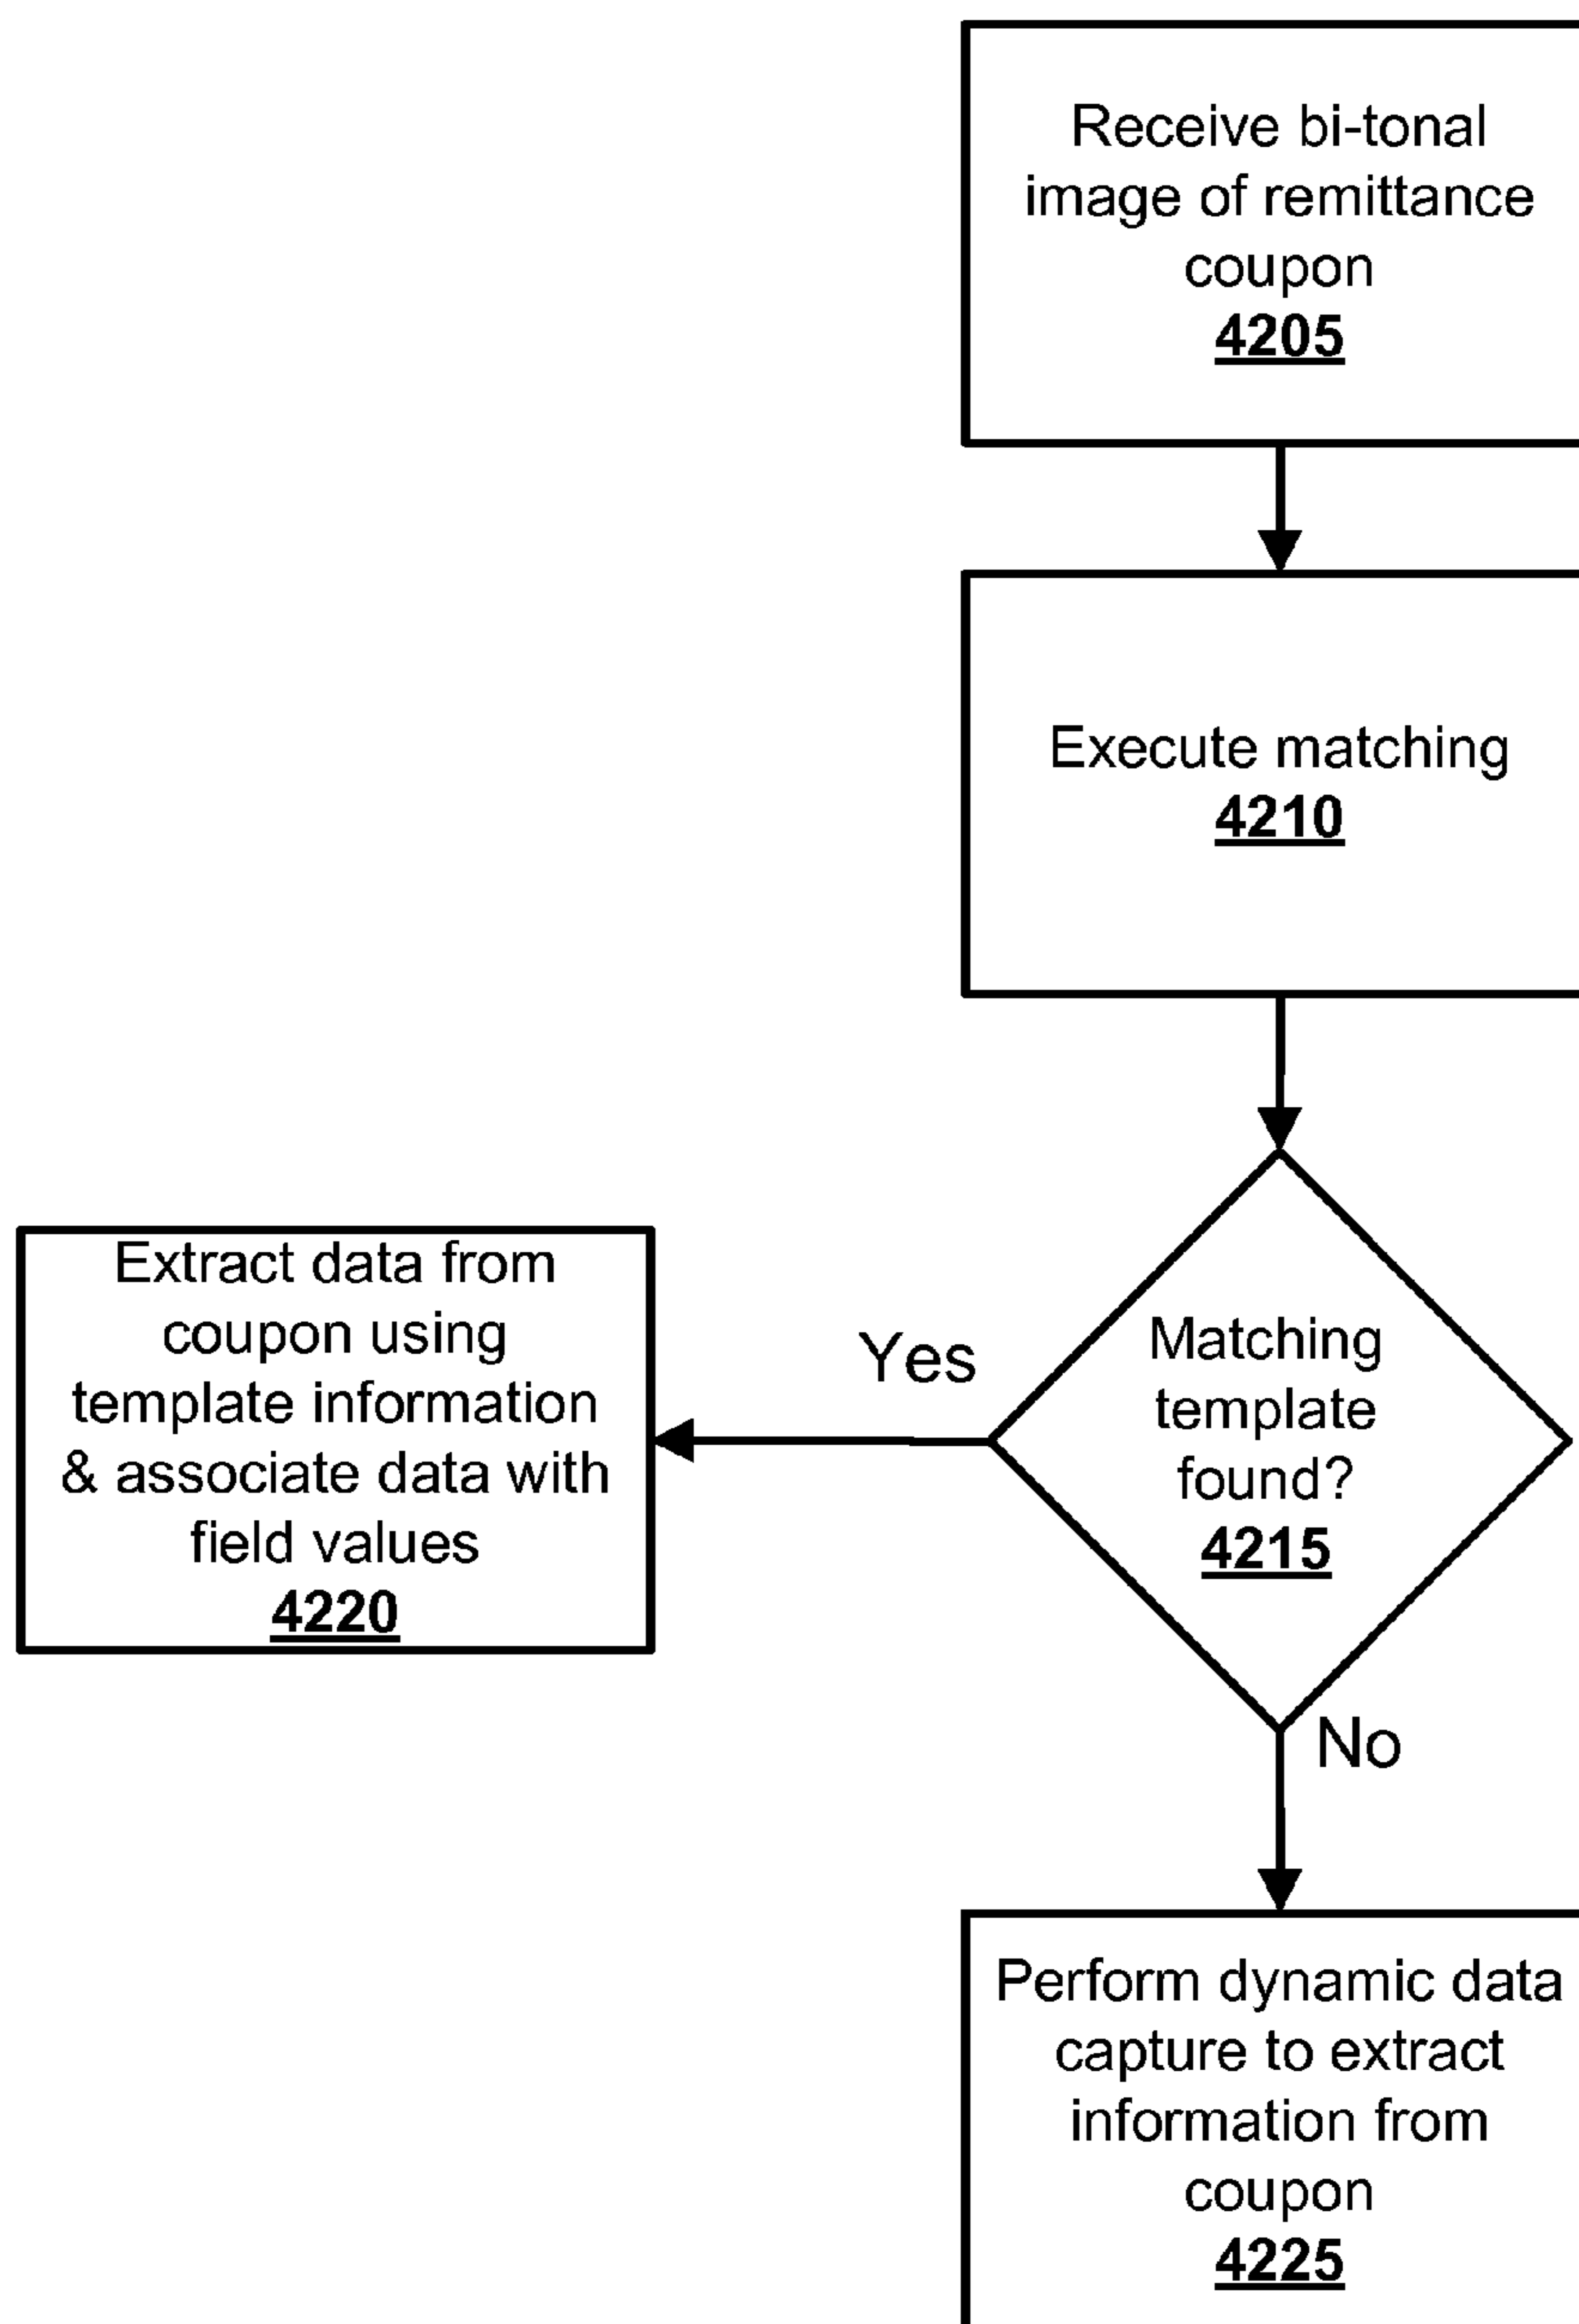 Receive bi-tonal
image of remittance
coupon
4205
Execute matching
4210
Matching
template
found?
4215
Yes
Extract data from
coupon using
template information
& associate data with
field values
4220
No
Perform dynamic data
capture to extract
information from
coupon
4225